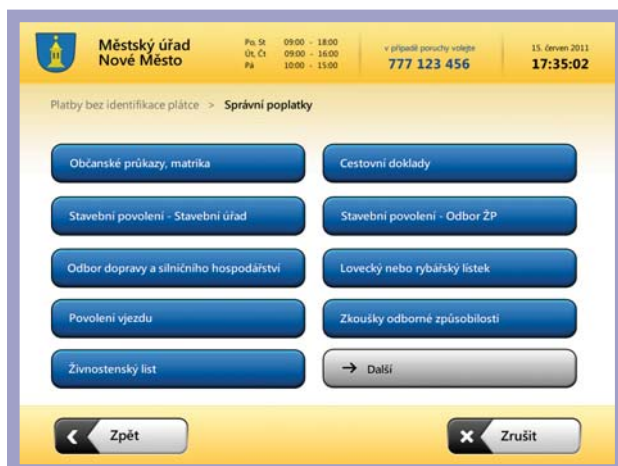 Městský úřad
Nové Město
Po, St 09:00 - 18:00
Út, Čt 09:00 - 16:00
Pá 10:00 - 15:00
v případě poruchy volejte
777 123 456
15. červen 2011
17:35:02
Platby bez identifikace plátce > Správní poplatky
Občanské průkazy, matrika
Cestovní doklady
Stavební povolení - Stavební úřad
Stavební povolení - Odbor ŽP
Odbor dopravy a silničního hospodářství
Lovecký nebo rybářský lístek
Povolení vjezdu
Zkoušky odborné způsobilosti
Živnostenský list
→ Další
Zpět
Zrušit